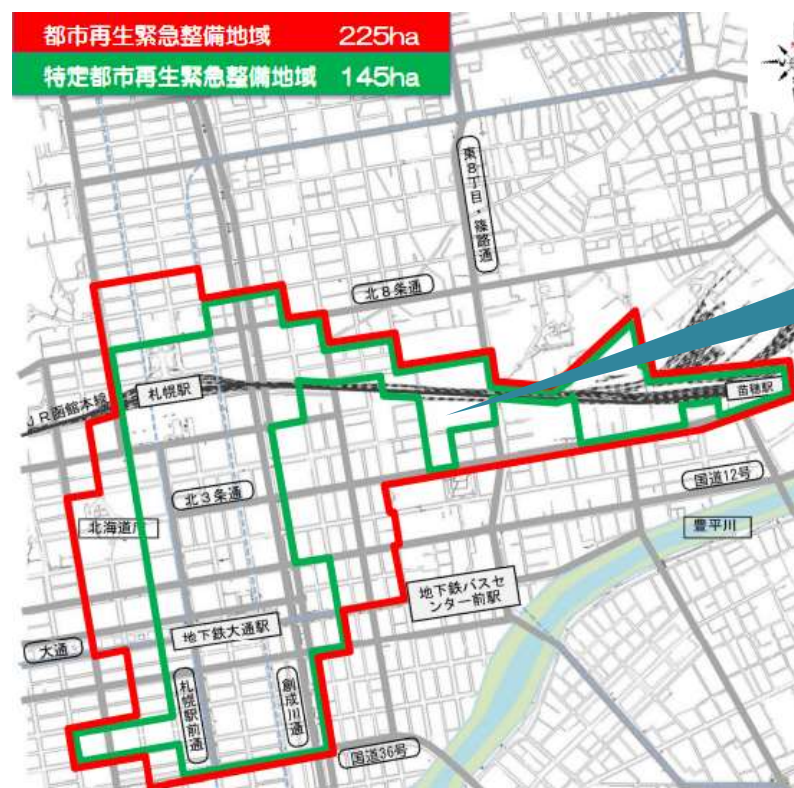 都市再生緊急整備地域 225ha
特定都市再生緊急整備地域 145ha
東8丁目・篠路通
北8条通
札幌駅
JR函館本線
苗穂駅
北3条通
国道12号
北海道庁
豊平川
地下鉄バスセ
ンター前駅
地下鉄大通駅
大通
札幌駅前通
創成川通
国道36号